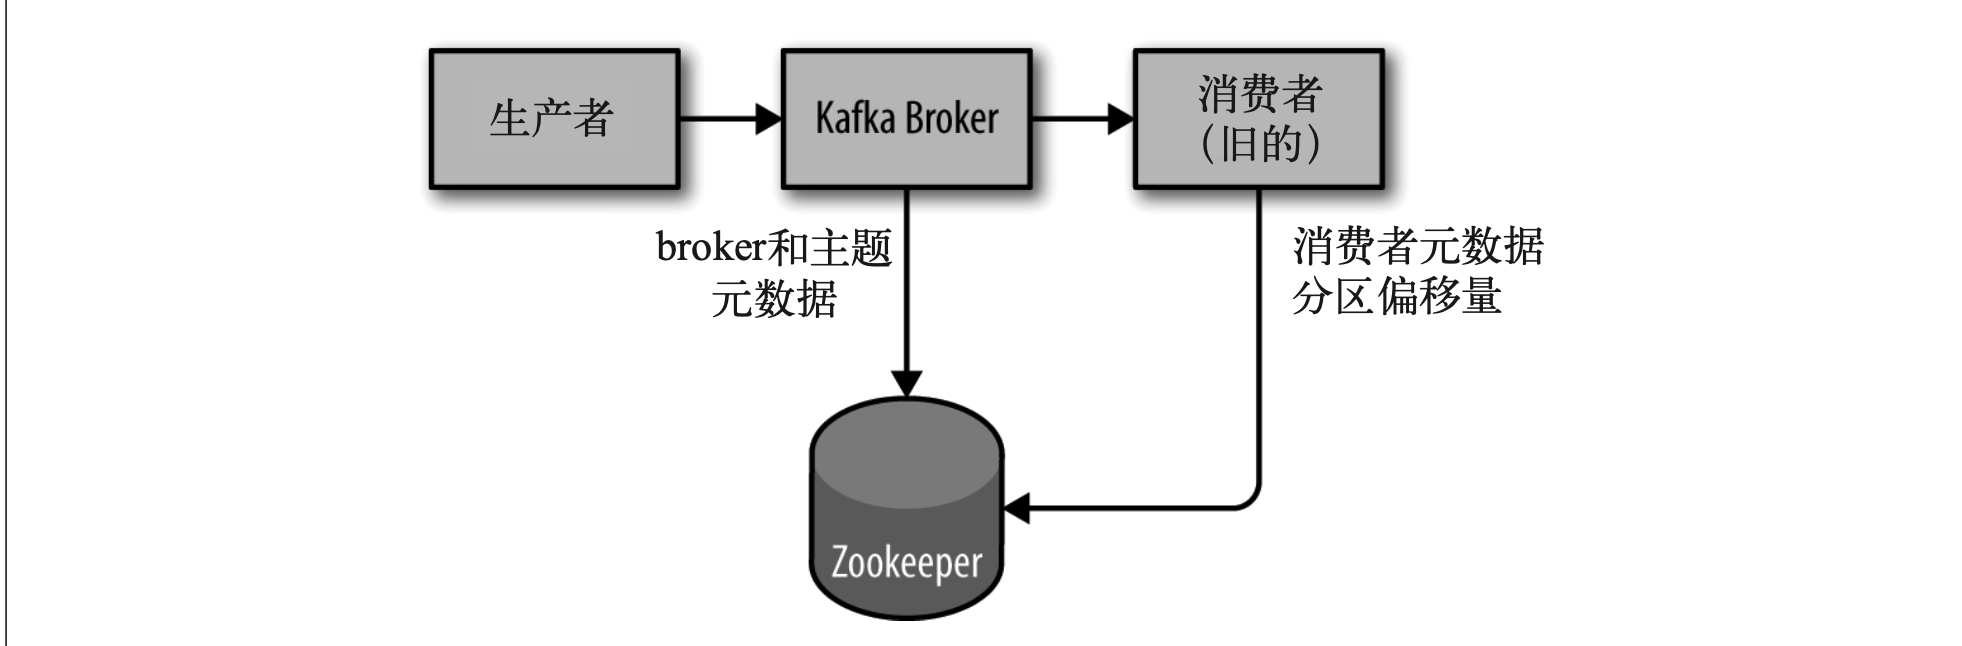 生产者
Kafka Broker
消费者
（旧的）
broker和主题
元数据
消费者元数据
分区偏移量
Zookeeper